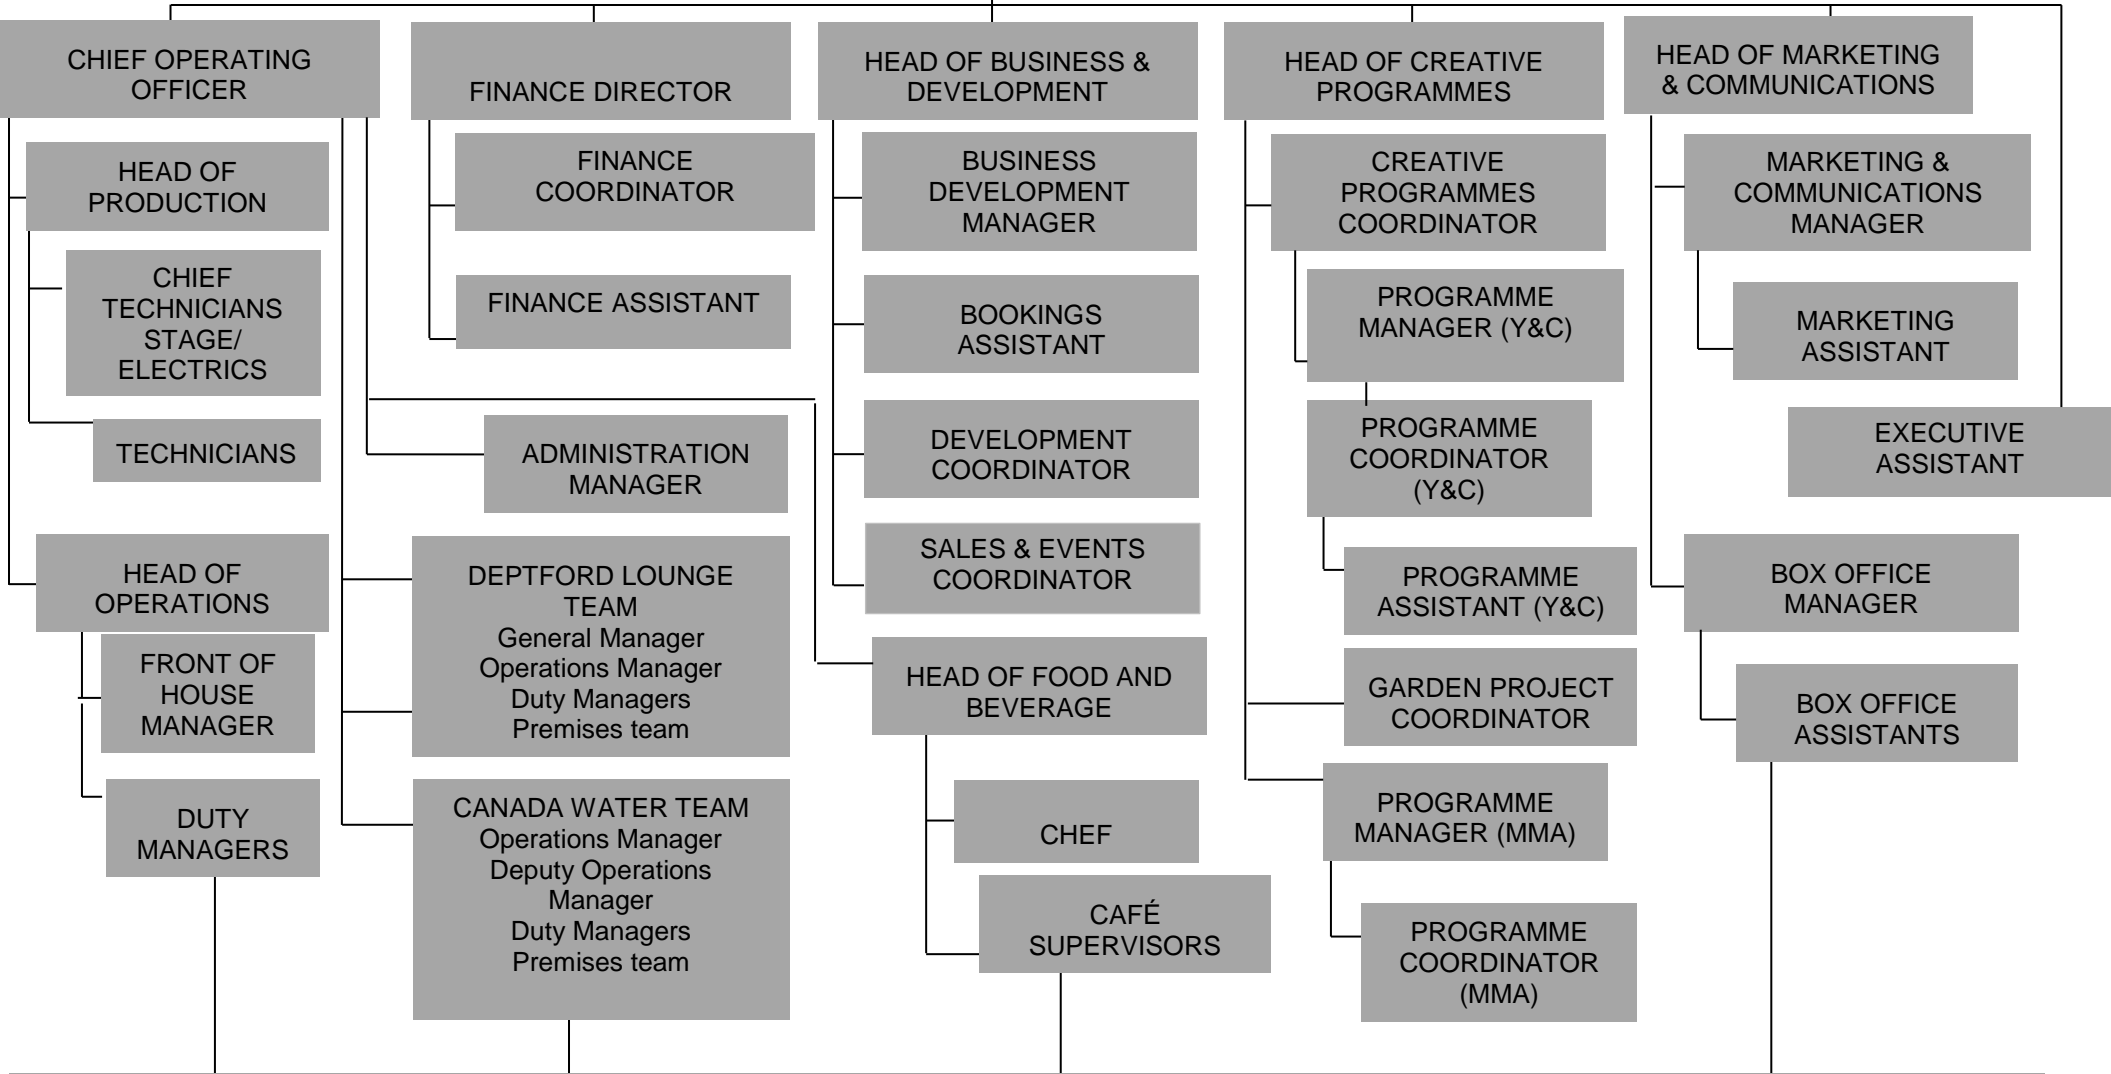 CHIEF OPERATING
OFFICER
FINANCE DIRECTOR
HEAD OF BUSINESS &
DEVELOPMENT
HEAD OF CREATIVE
PROGRAMMES
HEAD OF MARKETING
& COMMUNICATIONS
HEAD OF
PRODUCTION
CHIEF
TECHNICIANS
STAGE/
ELECTRICS
TECHNICIANS
HEAD OF
OPERATIONS
FRONT OF
HOUSE
MANAGER
DUTY
MANAGERS
FINANCE
COORDINATOR
FINANCE ASSISTANT
ADMINISTRATION
MANAGER
DEPTFORD LOUNGE
TEAM
General Manager
Operations Manager
Duty Managers
Premises team
CANADA WATER TEAM
Operations Manager
Deputy Operations
Manager
Duty Managers
Premises team
BUSINESS
DEVELOPMENT
MANAGER
BOOKINGS
ASSISTANT
DEVELOPMENT
COORDINATOR
SALES & EVENTS
COORDINATOR
HEAD OF FOOD AND
BEVERAGE
CHEF
CAFÉ
SUPERVISORS
CREATIVE
PROGRAMMES
COORDINATOR
PROGRAMME
MANAGER (Y&C)
PROGRAMME
COORDINATOR
(Y&C)
PROGRAMME
ASSISTANT (Y&C)
GARDEN PROJECT
COORDINATOR
PROGRAMME
MANAGER (MMA)
PROGRAMME
COORDINATOR
(MMA)
MARKETING &
COMMUNICATIONS
MANAGER
MARKETING
ASSISTANT
EXECUTIVE
ASSISTANT
BOX OFFICE
MANAGER
BOX OFFICE
ASSISTANTS